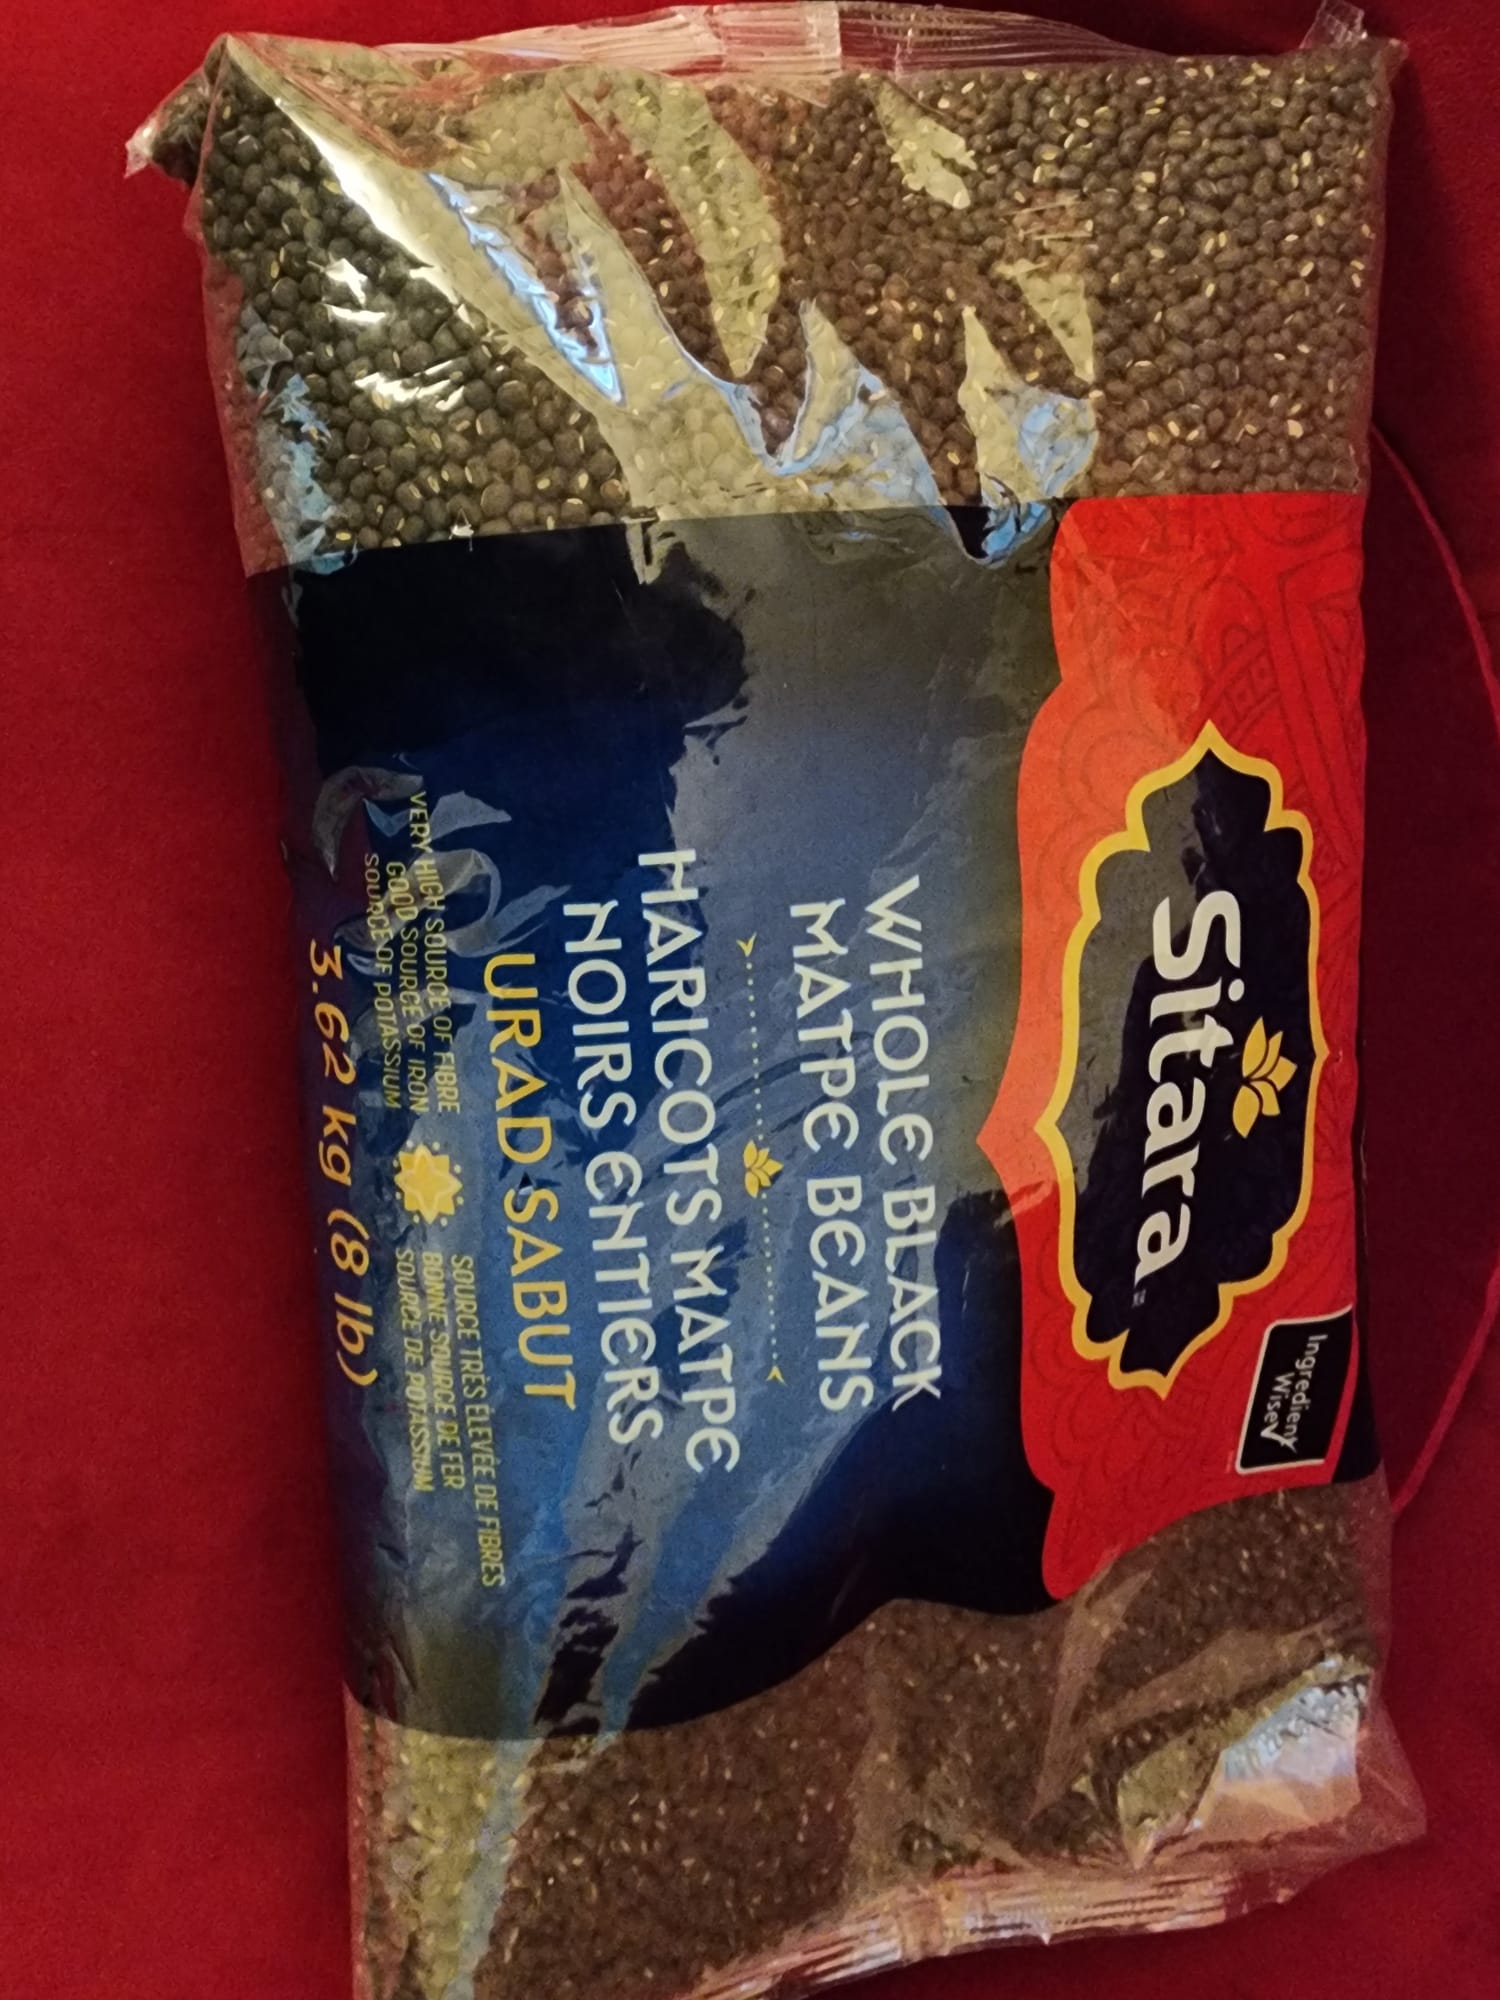 Sitara™
Ingredient
Wise
WHOLE BLACK
MATPE BEANS
HARICOTS MATPE
NOIRS ENTIERS
URAD SABUT
VERY HIGH SOURCE OF FIBRE
GOOD SOURCE OF IRON
SOURCE OF POTASSIUM
SOURCE TRÈS ÉLEVÉE DE FIBRES
BONNE SOURCE DE FER
SOURCE DE POTASSIUM
3.62 kg (8 lb)